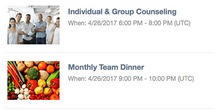 Individual & Group Counseling
When: 4/26/2017 6:00 PM - 8:00 PM (UTC)
Monthly Team Dinner
When: 4/26/2017 9:00 PM - 10:00 PM (UTC)